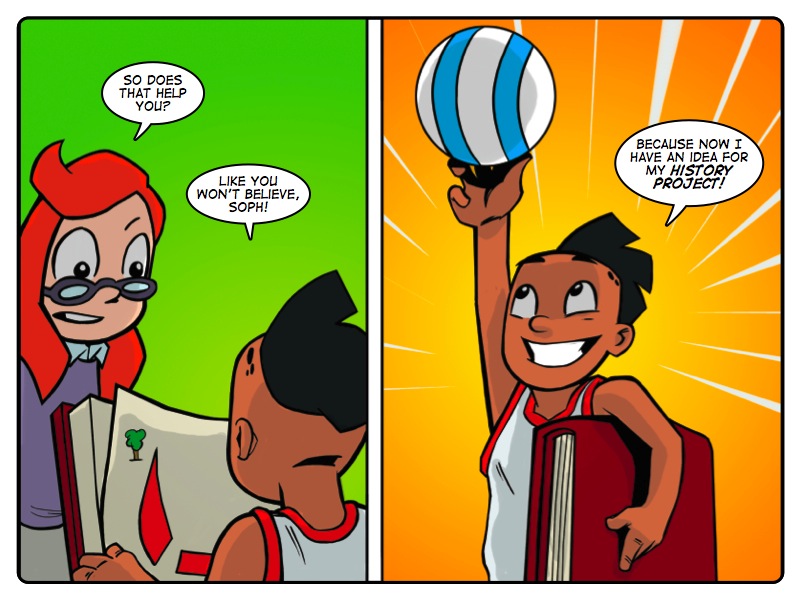 SO DOES
THAT HELP
YOU?
LIKE YOU
WON'T BELIEVE,
SOPH!
BECAUSE NOW I
HAVE AN IDEA FOR
MY HISTORY
PROJECT!